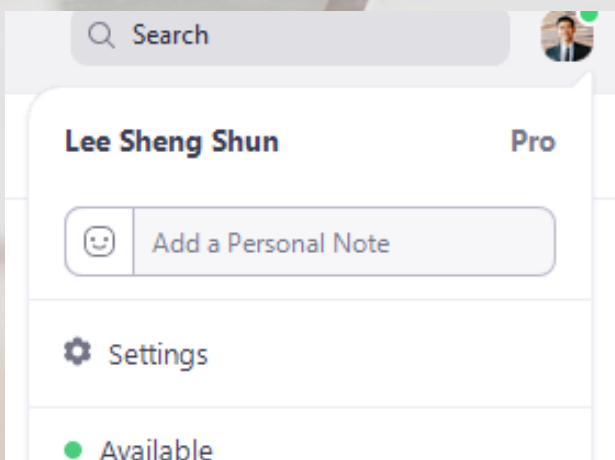 Search
Lee Sheng Shun Pro
Add a Personal Note
Settings
Available